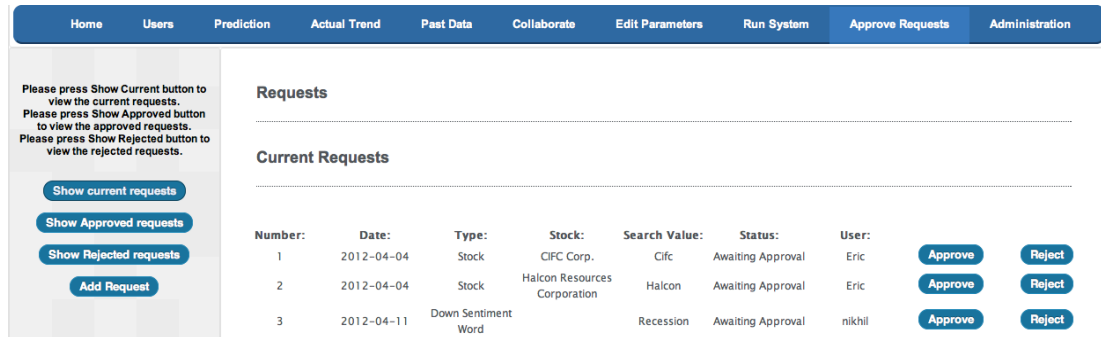 Home Users Prediction Actual Trend Past Data Collaborate Edit Parameters Run System Approve Requests Administration
Please press Show Current button to
view the current requests.
Please press Show Approved button
to view the approved requests.
Please press Show Rejected button to
view the rejected requests.
Show current requests
Show Approved requests
Show Rejected requests
Add Request
Requests
Current Requests
Number: Date: Type: Stock: Search Value: Status: User:
1 2012-04-04 Stock CIFC Corp. Cifc Awaiting Approval Eric Approve Reject
2 2012-04-04 Stock Halcon Resources Corporation Halcon Awaiting Approval Eric Approve Reject
3 2012-04-11 Down Sentiment Word Recession Awaiting Approval nikhil Approve Reject